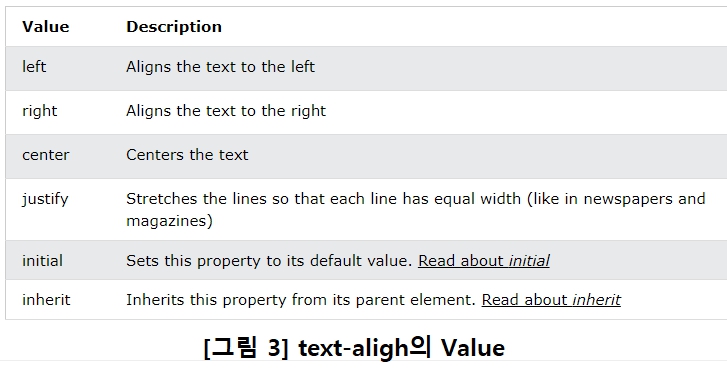 Value Description
left Aligns the text to the left
right Aligns the text to the right
center Centers the text
justify Stretches the lines so that each line has equal width (like in newspapers and
magazines)
initial Sets this property to its default value. Read about initial
inherit Inherits this property from its parent element. Read about inherit
[그림 3] text-aligh의 Value